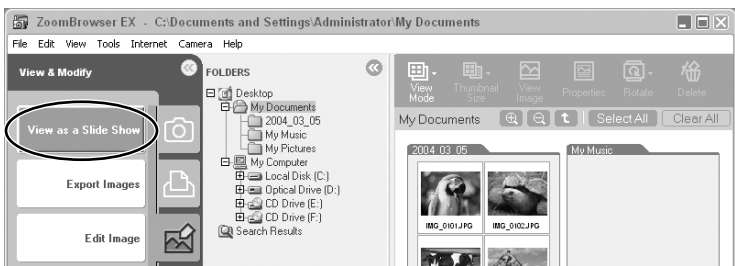 ZoomBrowser EX - C:\Documents and Settings\Administrator\My Documents
File Edit View Tools Internet Camera Help
View & Modify
View as a Slide Show
Export Images
Edit Image
FOLDERS
Desktop
My Documents
2004_03_05
My Music
My Pictures
My Computer
Local Disk (C:)
Optical Drive (D:)
CD Drive (E:)
CD Drive (F:)
Search Results
View Mode
Thumbnail Size
View Image
Properties
Rotate
Delete
My Documents
Select All
Clear All
2004_03_05
My Music
IMG_0101.JPG
IMG_0102.JPG